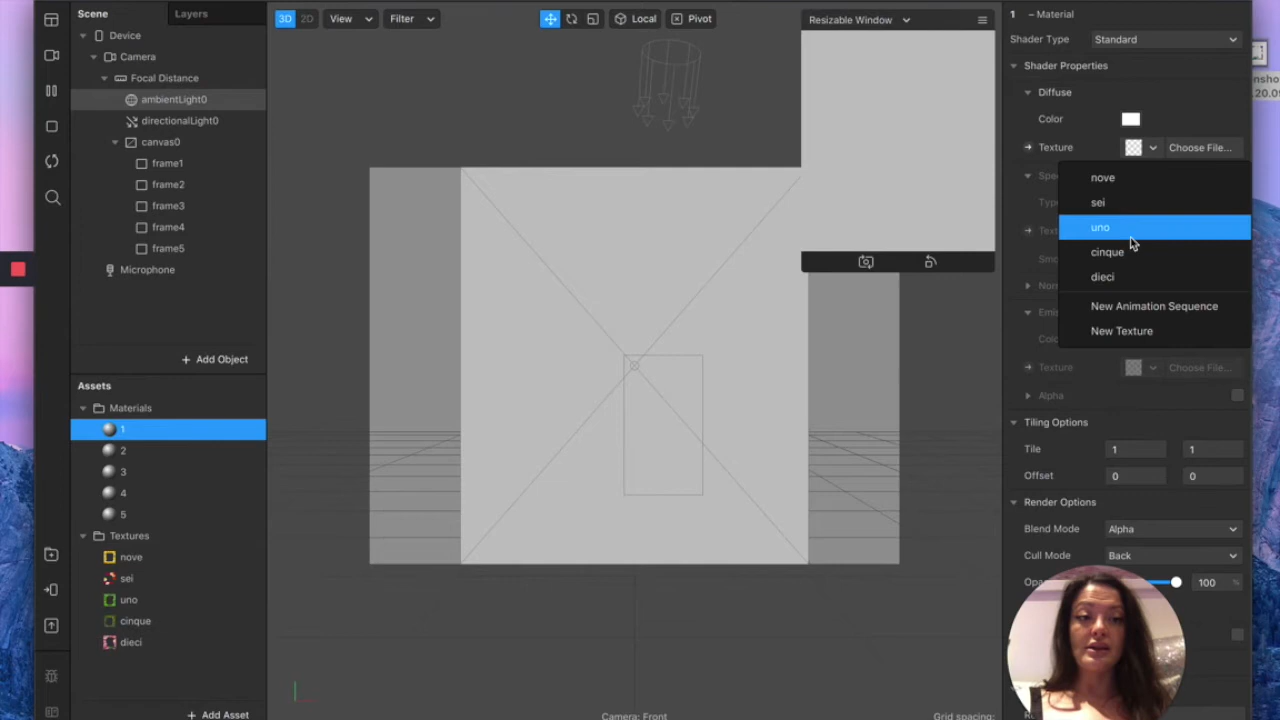 Scene
Layers
Device
Camera
Focal Distance
ambientLight0
directionalLight0
canvas0
frame1
frame2
frame3
frame4
frame5
Microphone
+ Add Object
Assets
Materials
1
2
3
4
5
Textures
nove
sei
uno
cinque
dieci
+ Add Asset
3D 2D View Filter Local Pivot
Resizable Window
Camera: Front
Grid spacing:
1 – Material
Shader Type Standard
Shader Properties
Diffuse
Color
Texture Choose File...
nove
sei
uno
cinque
dieci
New Animation Sequence
New Texture
Texture Choose File...
Alpha
Tiling Options
Tile 1 1
Offset 0 0
Render Options
Blend Mode Alpha
Cull Mode Back
100 %